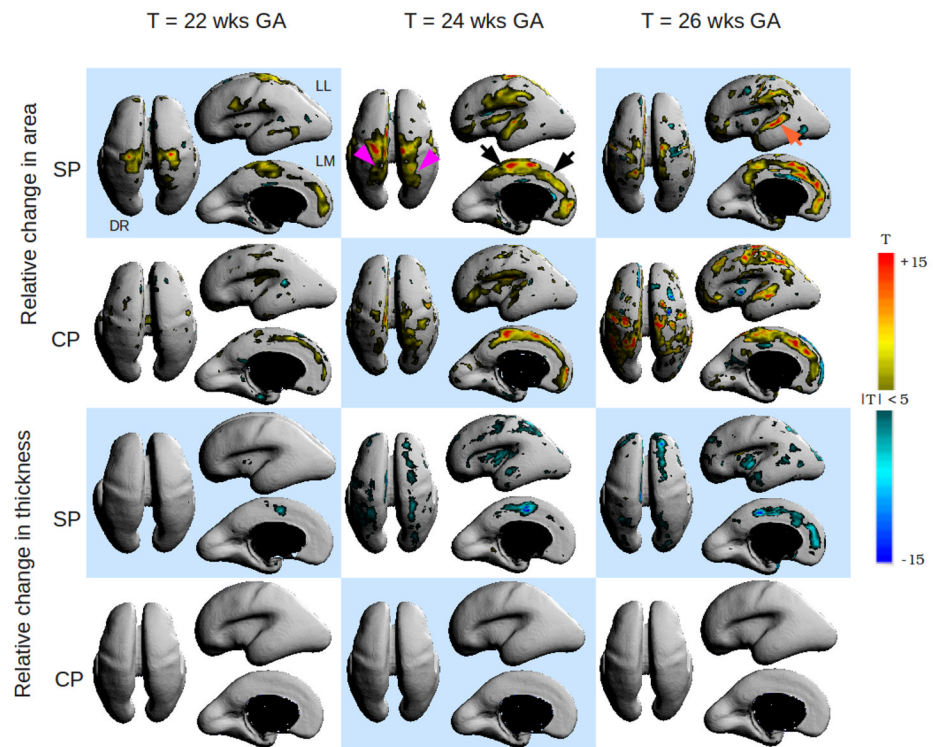 T = 22 wks GA
T = 24 wks GA
T = 26 wks GA
Relative change in area
SP
LL
LM
DR
CP
T
+15
|T| < 5
-15
Relative change in thickness
SP
CP